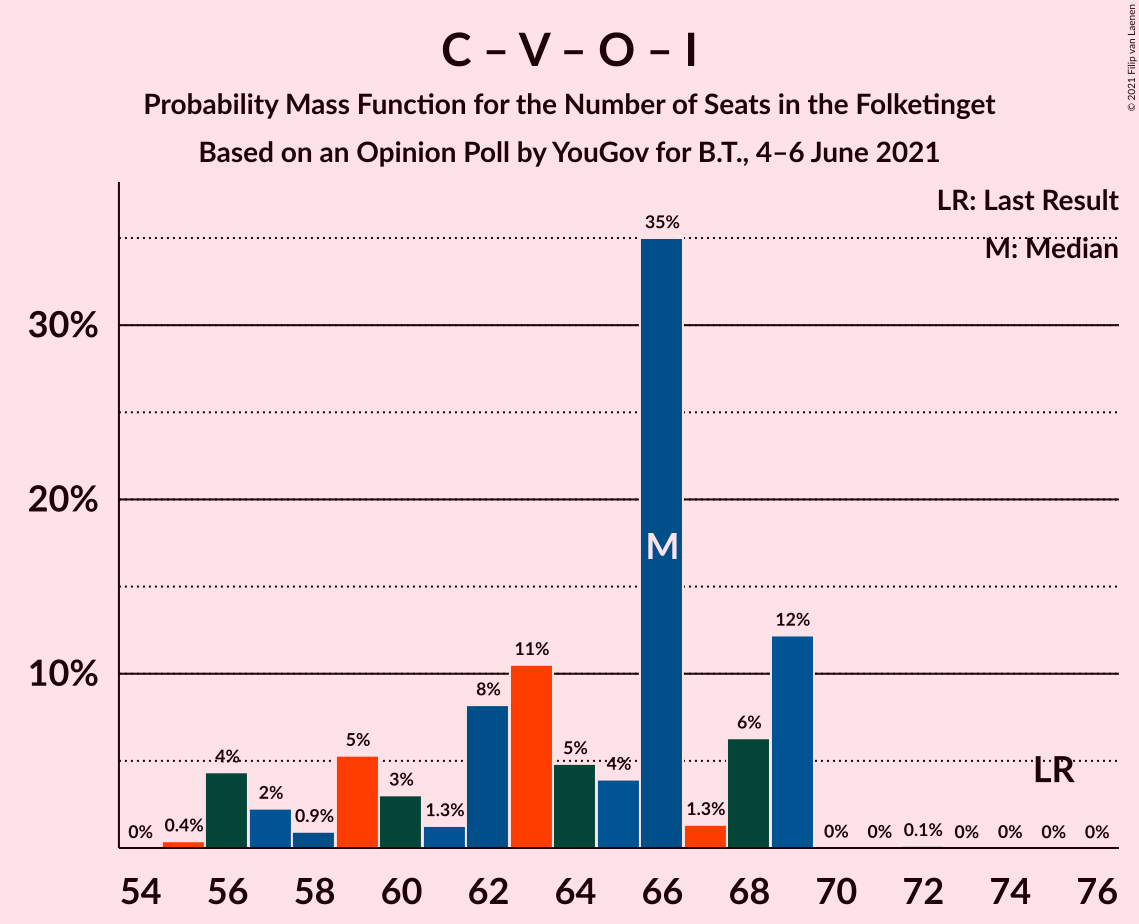 C – V – O – I
Probability Mass Function for the Number of Seats in the Folketinget
Based on an Opinion Poll by YouGov for B.T., 4–6 June 2021
© 2021 Filip van Laenen
LR: Last Result
M: Median
30%
20%
10%
0%
0.4%
4%
2%
0.9%
5%
3%
1.3%
8%
11%
5%
4%
35%
M
1.3%
6%
12%
0%
0%
0.1%
0%
0%
0%
0%
LR
54 56 58 60 62 64 66 68 70 72 74 76